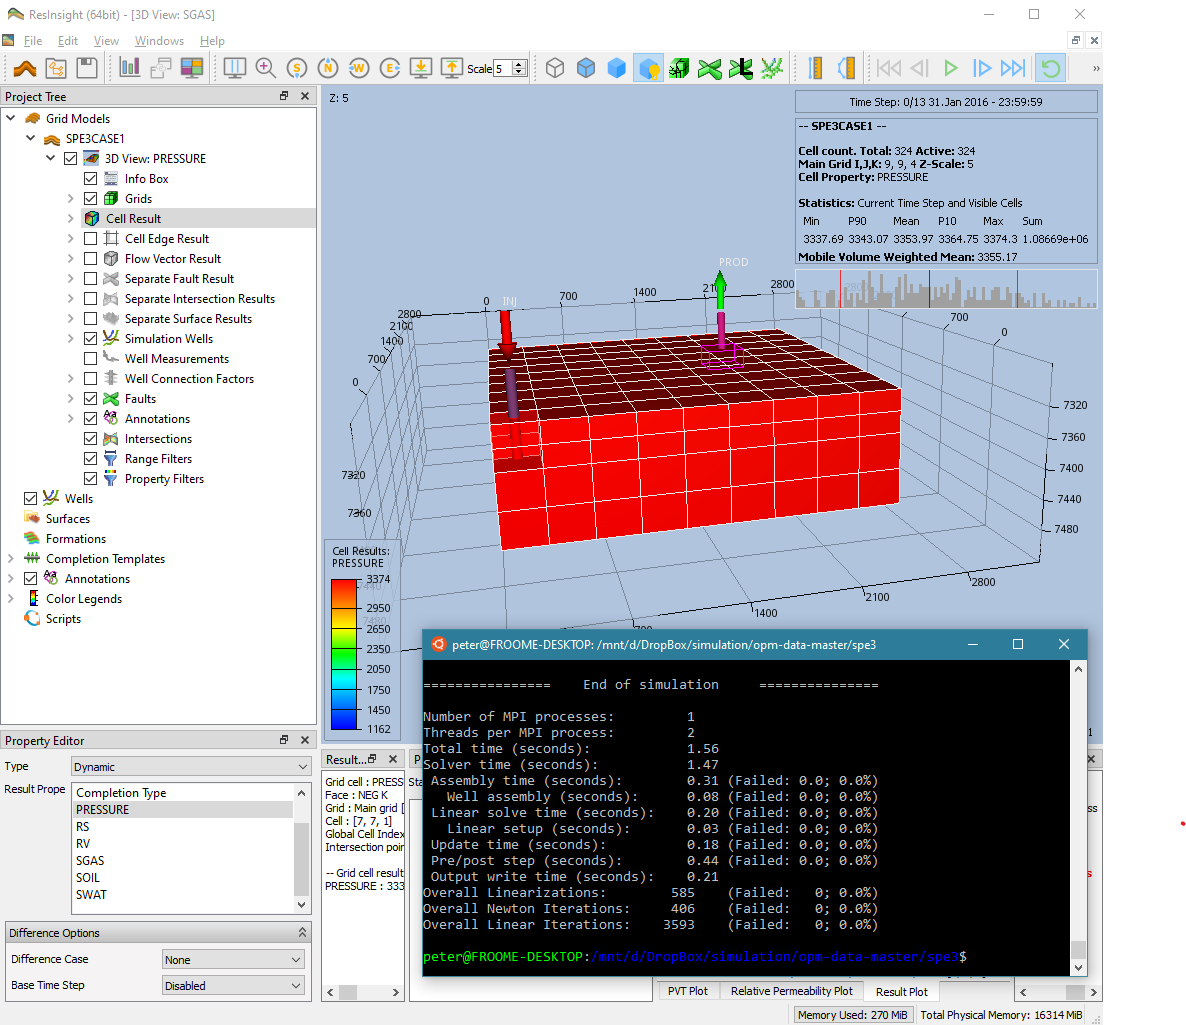 ResInsight (64bit) - [3D View: SGAS]
File Edit View Windows Help
Scale 5
Project Tree
Grid Models
SPE3CASE1
3D View: PRESSURE
Info Box
Grids
Cell Result
Cell Edge Result
Flow Vector Result
Separate Fault Result
Separate Intersection Results
Separate Surface Results
Simulation Wells
Well Measurements
Well Connection Factors
Faults
Annotations
Intersections
Range Filters
Property Filters
Wells
Surfaces
Formations
Completion Templates
Annotations
Color Legends
Scripts
Z: 5
Time Step: 0/13 31.Jan 2016 - 23:59:59
-- SPE3CASE1 --
Cell count. Total: 324 Active: 324
Main Grid I,J,K: 9, 9, 4 Z-Scale: 5
Cell Property: PRESSURE
Statistics: Current Time Step and Visible Cells
Min P90 Mean P10 Max Sum
3337.69 3343.07 3353.97 3364.75 3374.3 1.08669e+06
Mobile Volume Weighted Mean: 3355.17
PROD
INJ
0 700 1400 2100 2800
2800
2100
1400
700
0
700
0
7320
7360
7320
7360
7400
7440
7480
2800
2100
1400
700
Cell Results:
PRESSURE
3374
2950
2650
2350
2050
1750
1450
1162
Property Editor
Type Dynamic
Result Prope
Completion Type
PRESSURE
RS
RV
SGAS
SOIL
SWAT
Difference Options
Difference Case None
Base Time Step Disabled
Result...
Grid cell : PRESS
Face : NEG K
Grid : Main grid [
Cell : [7, 7, 1]
Global Cell Index
Intersection poin
-- Grid cell result
PRESSURE : 333
peter@FROOME-DESKTOP: /mnt/d/DropBox/simulation/opm-data-master/spe3
================ End of simulation ===============
Number of MPI processes: 1
Threads per MPI process: 2
Total time (seconds): 1.56
Solver time (seconds): 1.47
Assembly time (seconds): 0.31 (Failed: 0.0; 0.0%)
Well assembly (seconds): 0.08 (Failed: 0.0; 0.0%)
Linear solve time (seconds): 0.20 (Failed: 0.0; 0.0%)
Linear setup (seconds): 0.03 (Failed: 0.0; 0.0%)
Update time (seconds): 0.18 (Failed: 0.0; 0.0%)
Pre/post step (seconds): 0.44 (Failed: 0.0; 0.0%)
Output write time (seconds): 0.21
Overall Linearizations: 585 (Failed: 0; 0.0%)
Overall Newton Iterations: 406 (Failed: 0; 0.0%)
Overall Linear Iterations: 3593 (Failed: 0; 0.0%)
peter@FROOME-DESKTOP:/mnt/d/DropBox/simulation/opm-data-master/spe3$
PVT Plot Relative Permeability Plot Result Plot
Memory Used: 270 MiB Total Physical Memory: 16314 MiB